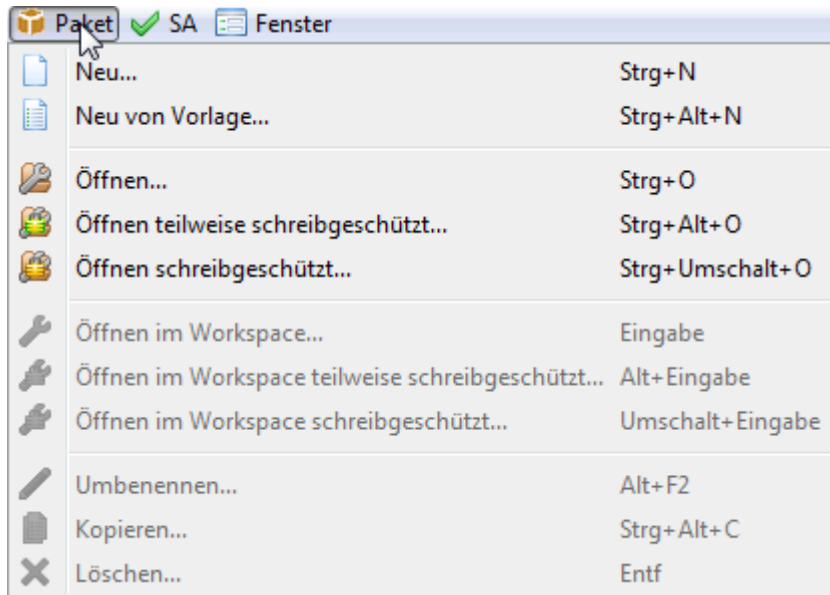 Paket SA Fenster
Neu... Strg+N
Neu von Vorlage... Strg+Alt+N
Öffnen... Strg+O
Öffnen teilweise schreibgeschützt... Strg+Alt+O
Öffnen schreibgeschützt... Strg+Umschalt+O
Öffnen im Workspace... Eingabe
Öffnen im Workspace teilweise schreibgeschützt... Alt+Eingabe
Öffnen im Workspace schreibgeschützt... Umschalt+Eingabe
Umbenennen... Alt+F2
Kopieren... Strg+Alt+C
Löschen... Entf